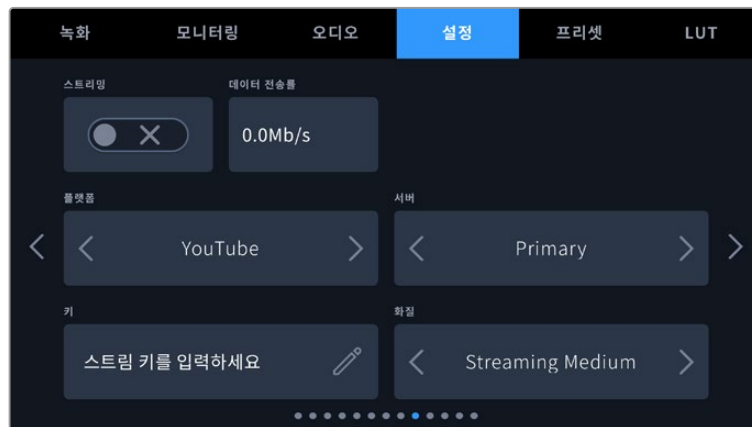 녹화 모니터링 오디오 설정 프리셋 LUT
스트리밍 데이터 전송률
0.0Mb/s
플랫폼 서버
YouTube Primary
키 화질
스트림 키를 입력하세요 Streaming Medium